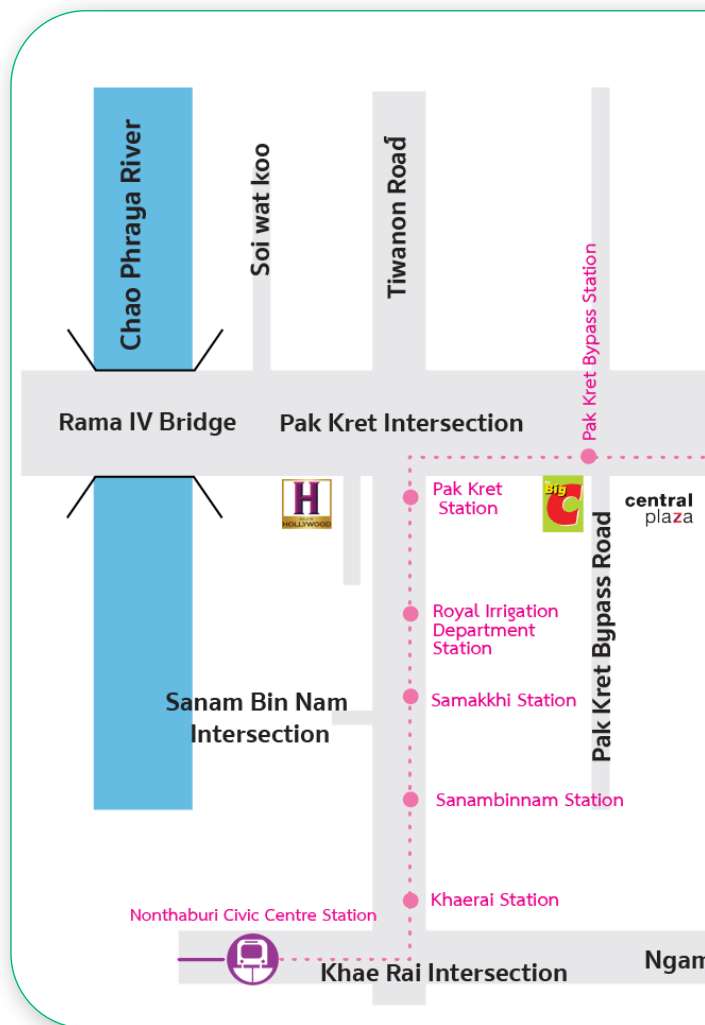 Chao Phraya River
Soi wat koo
Tiwanon Road
Pak Kret Bypass Station
Rama IV Bridge
Pak Kret Intersection
H
HOLLYWOOD
Pak Kret
Station
Big
C
central
plaza
Pak Kret Bypass Road
Royal Irrigation
Department
Station
Sanam Bin Nam
Intersection
Samakkhi Station
Sanambinnam Station
Khaerai Station
Nonthaburi Civic Centre Station
Khae Rai Intersection
Ngam